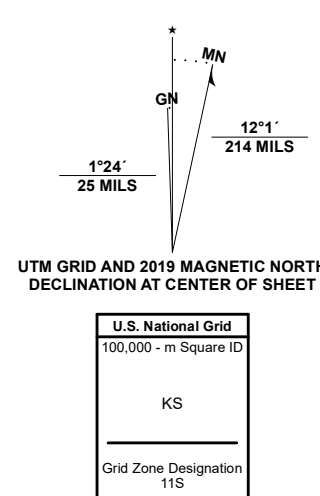 ★
MN
GN
12°1´
214 MILS
1°24´
25 MILS
UTM GRID AND 2019 MAGNETIC NORTH
DECLINATION AT CENTER OF SHEET
U.S. National Grid
100,000 - m Square ID
KS
Grid Zone Designation
11S